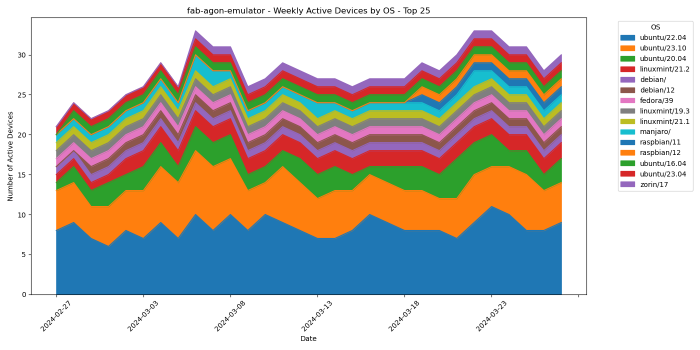 fab-agon-emulator - Weekly Active Devices by OS - Top 25
Number of Active Devices
30
25
20
15
10
5
0
2024-02-27
2024-03-03
2024-03-08
2024-03-13
2024-03-18
2024-03-23
Date
OS
ubuntu/22.04
ubuntu/23.10
ubuntu/20.04
linuxmint/21.2
debian/
debian/12
fedora/39
linuxmint/19.3
linuxmint/21.1
manjaro/
raspbian/11
raspbian/12
ubuntu/16.04
ubuntu/23.04
zorin/17